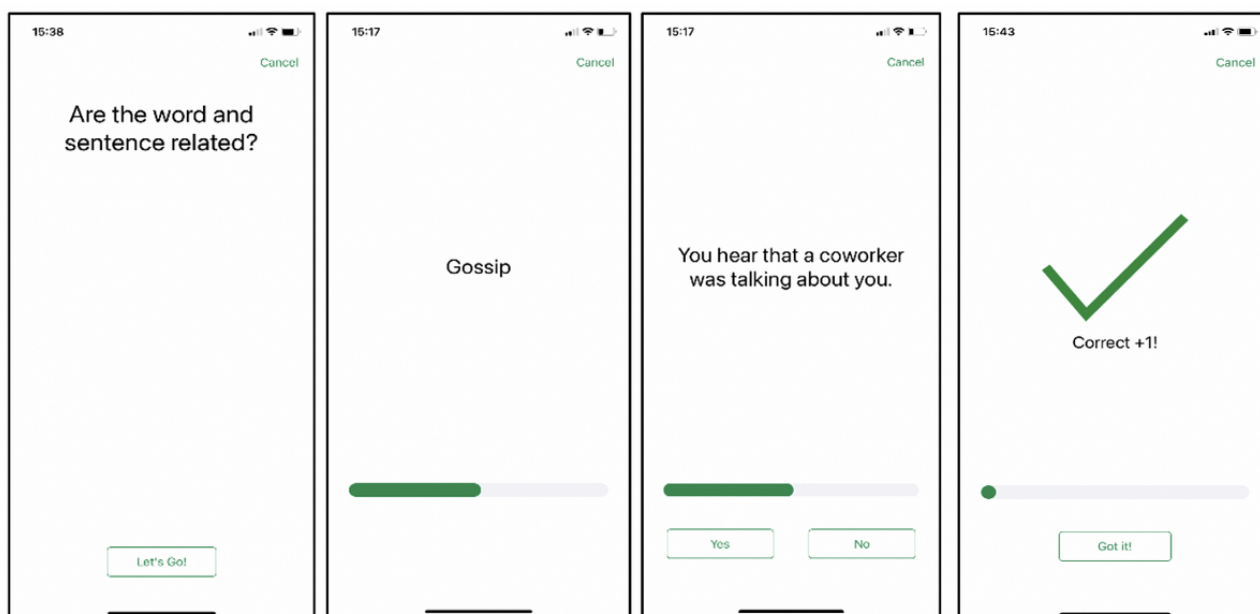 15:38
Cancel
Are the word and
sentence related?
Let's Go!
15:17
Cancel
Gossip
15:17
Cancel
You hear that a coworker
was talking about you.
Yes
No
15:43
Cancel
Correct +1!
Got it!